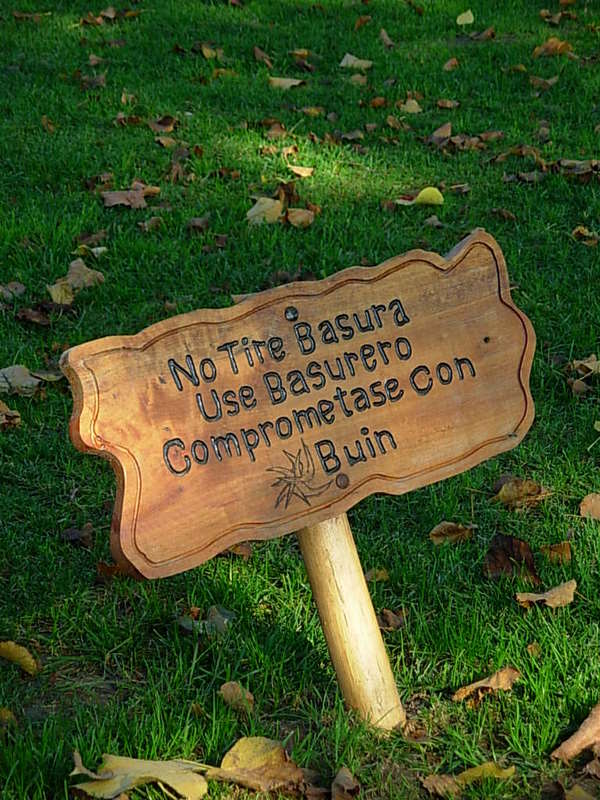 No Tire Basura
Use Basurero
Comprometase Con
Buin